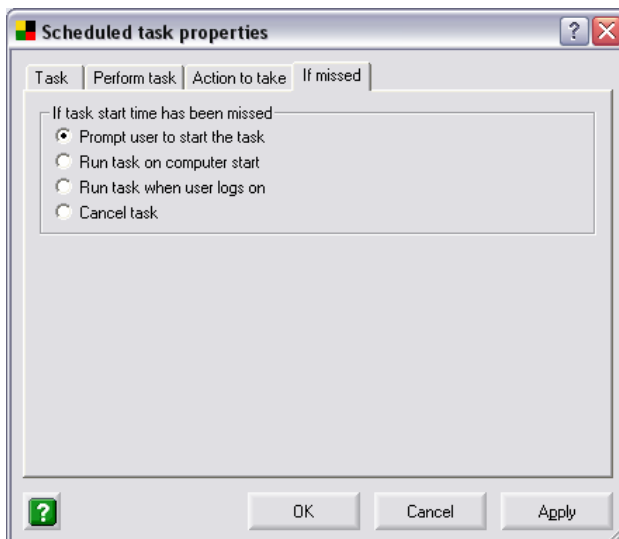 Scheduled task properties
Task Perform task Action to take If missed
If task start time has been missed
Prompt user to start the task
Run task on computer start
Run task when user logs on
Cancel task
? OK Cancel Apply